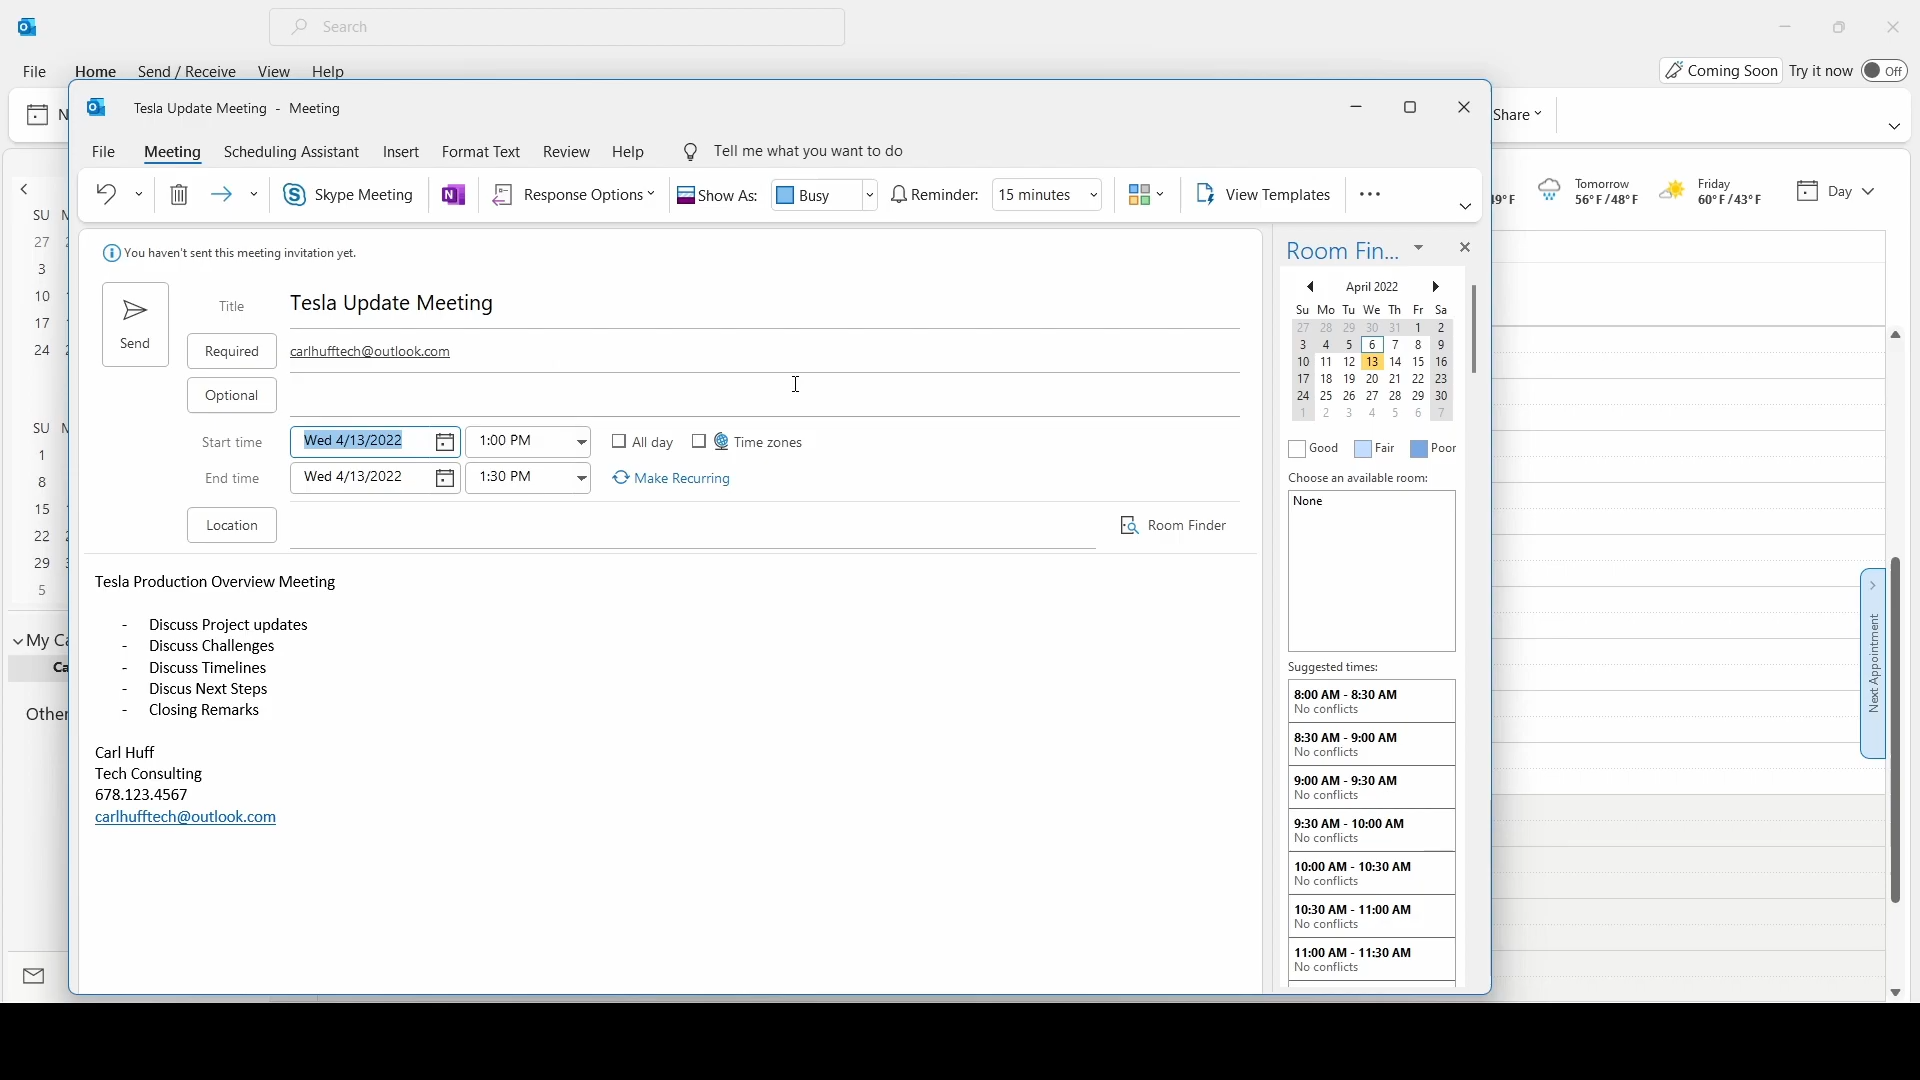 Search
File Home Send / Receive View Help
Coming Soon Try it now Off
Tesla Update Meeting - Meeting
Share
File Meeting Scheduling Assistant Insert Format Text Review Help Tell me what you want to do
Skype Meeting N Response Options Show As: Busy Reminder: 15 minutes View Templates
49°F
Tomorrow
56°F/48°F
Friday
60°F/43°F
Day
You haven't sent this meeting invitation yet.
Send
Title Tesla Update Meeting
Required carlhufftech@outlook.com
Optional
Start time Wed 4/13/2022 1:00 PM All day Time zones
End time Wed 4/13/2022 1:30 PM Make Recurring
Location Room Finder
Tesla Production Overview Meeting
- Discuss Project updates
- Discuss Challenges
- Discuss Timelines
- Discus Next Steps
- Closing Remarks
Carl Huff
Tech Consulting
678.123.4567
carlhufftech@outlook.com
Room Fin...
April 2022
Su Mo Tu We Th Fr Sa
27 28 29 30 31 1 2
3 4 5 6 7 8 9
10 11 12 13 14 15 16
17 18 19 20 21 22 23
24 25 26 27 28 29 30
1 2 3 4 5 6 7
Good Fair Poor
Choose an available room:
None
Suggested times:
8:00 AM - 8:30 AM
No conflicts
8:30 AM - 9:00 AM
No conflicts
9:00 AM - 9:30 AM
No conflicts
9:30 AM - 10:00 AM
No conflicts
10:00 AM - 10:30 AM
No conflicts
10:30 AM - 11:00 AM
No conflicts
11:00 AM - 11:30 AM
No conflicts
SU
27
3
10
17
24
SU
1
8
15
22
29
5
My Ca
Ca
Other
Next Appointment